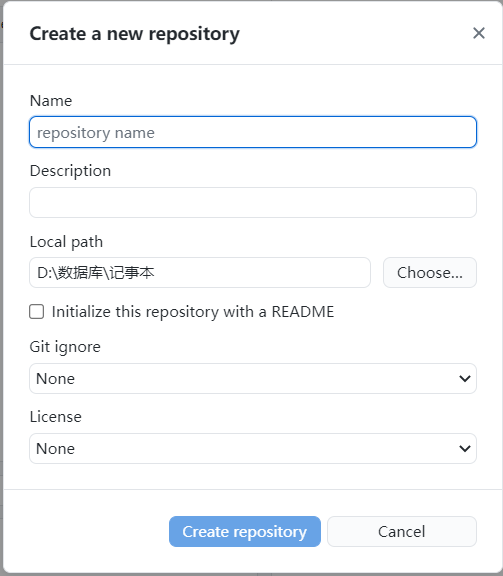 Create a new repository
Name
repository name
Description
Local path
D:\数据库\记事本
Choose...
Initialize this repository with a README
Git ignore
None
License
None
Create repository
Cancel